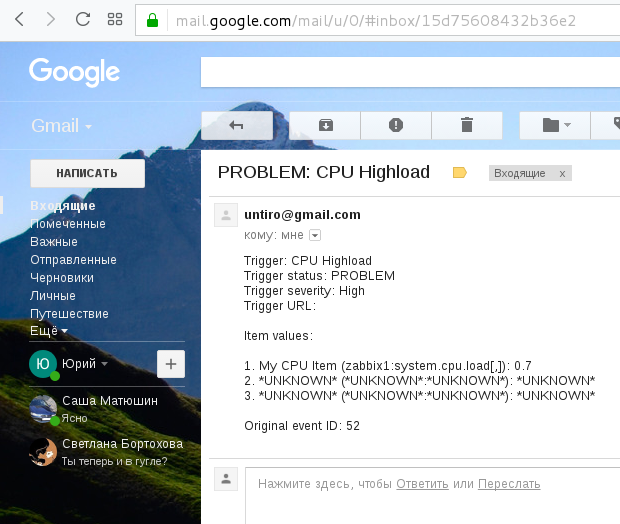 mail.google.com/mail/u/0/#inbox/15d75608432b36e2
Google
Gmail
НАПИСАТЬ
Входящие
Помеченные
Важные
Отправленные
Черновики
Личные
Путешествие
Ещё
Ю Юрий +
Саша Матюшин
Ясно
Светлана Бортохова
Ты теперь и в гугле?
PROBLEM: CPU Highload Входящие x
untiro@gmail.com
кому: мне
Trigger: CPU Highload
Trigger status: PROBLEM
Trigger severity: High
Trigger URL:
Item values:
1. My CPU Item (zabbix1:system.cpu.load[,]): 0.7
2. *UNKNOWN* (*UNKNOWN*:*UNKNOWN*): *UNKNOWN*
3. *UNKNOWN* (*UNKNOWN*:*UNKNOWN*): *UNKNOWN*
Original event ID: 52
Нажмите здесь, чтобы Ответить или Переслать